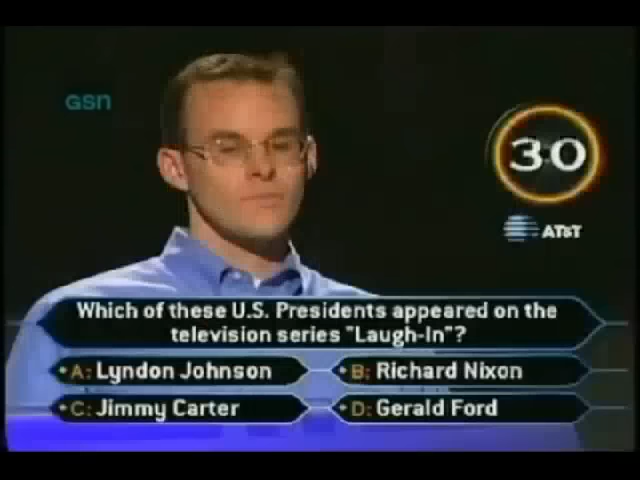 GSN
30
AT&T
Which of these U.S. Presidents appeared on the
television series "Laugh-In"?
A: Lyndon Johnson
B: Richard Nixon
C: Jimmy Carter
D: Gerald Ford